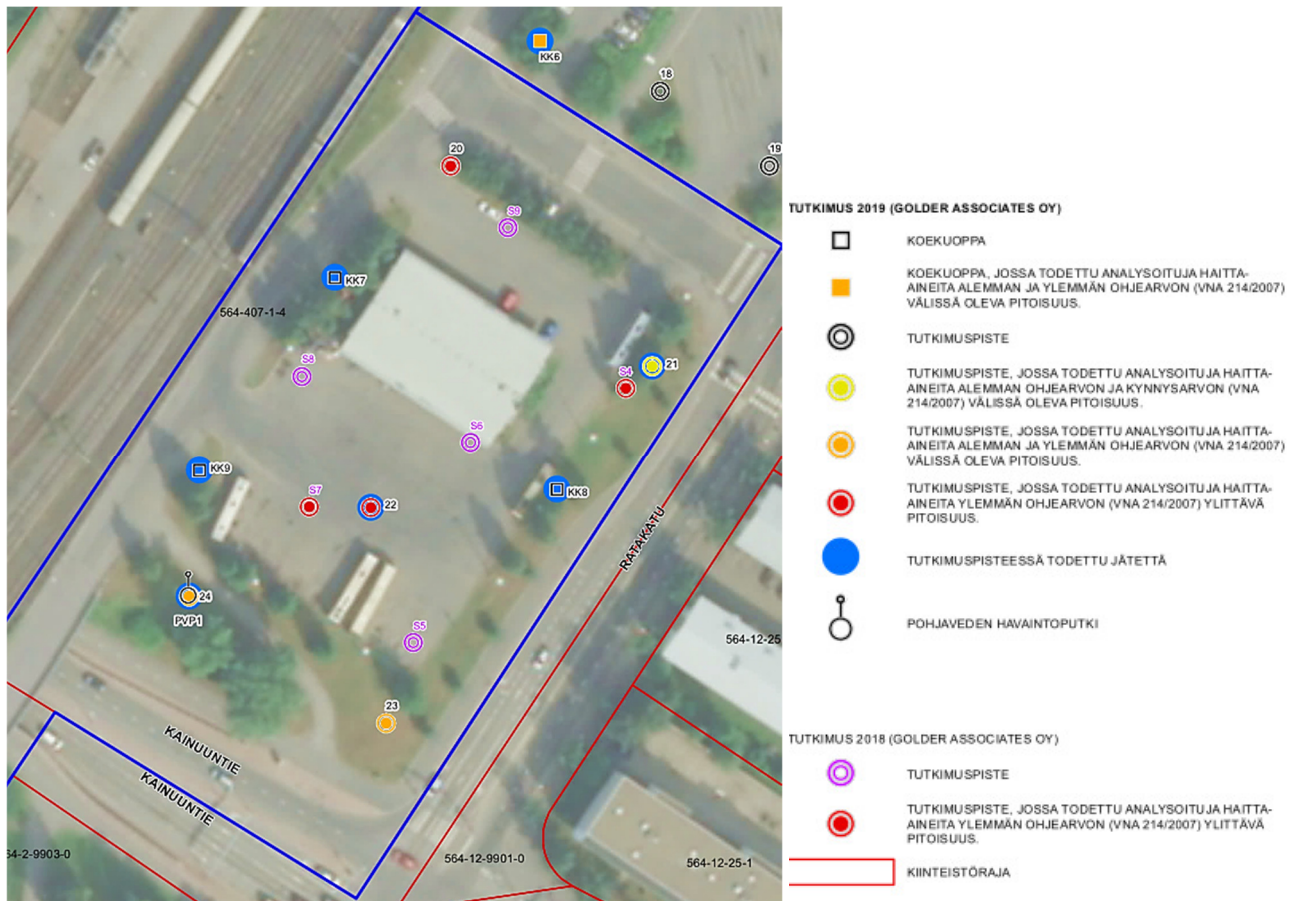 KK6
18
20
19
S9
KK7
564-407-1-4
S8
21
S4
S6
KK9
S7
22
KK8
RATAKATU
24
PVP1
S5
564-12-25
23
KAINUUNTIE
KAINUUNTIE
64-2-9903-0
564-12-9901-0
564-12-25-1
TUTKIMUS 2019 (GOLDER ASSOCIATES OY)
KOEKUOPPA
KOEKUOPPA, JOSSA TODETTU ANALYSOITUJA HAITTA-
AINEITA ALEMMAN JA YLEMMÄN OHJEARVON (VNA 214/2007)
VÄLISSÄ OLEVA PITOISUUS.
TUTKIMUSPISTE
TUTKIMUSPISTE, JOSSA TODETTU ANALYSOITUJA HAITTA-
AINEITA ALEMMAN OHJEARVON JA KYNNYSARVON (VNA
214/2007) VÄLISSÄ OLEVA PITOISUUS.
TUTKIMUSPISTE, JOSSA TODETTU ANALYSOITUJA HAITTA-
AINEITA ALEMMAN JA YLEMMÄN OHJEARVON (VNA 214/2007)
VÄLISSÄ OLEVA PITOISUUS.
TUTKIMUSPISTE, JOSSA TODETTU ANALYSOITUJA HAITTA-
AINEITA YLEMMÄN OHJEARVON (VNA 214/2007) YLITTÄVÄ
PITOISUUS.
TUTKIMUSPISTEESSÄ TODETTU JÄTETTÄ
POHJAVEDEN HAVAINTOPUTKI
TUTKIMUS 2018 (GOLDER ASSOCIATES OY)
TUTKIMUSPISTE
TUTKIMUSPISTE, JOSSA TODETTU ANALYSOITUJA HAITTA-
AINEITA YLEMMÄN OHJEARVON (VNA 214/2007) YLITTÄVÄ
PITOISUUS.
KIINTEISTÖRAJA